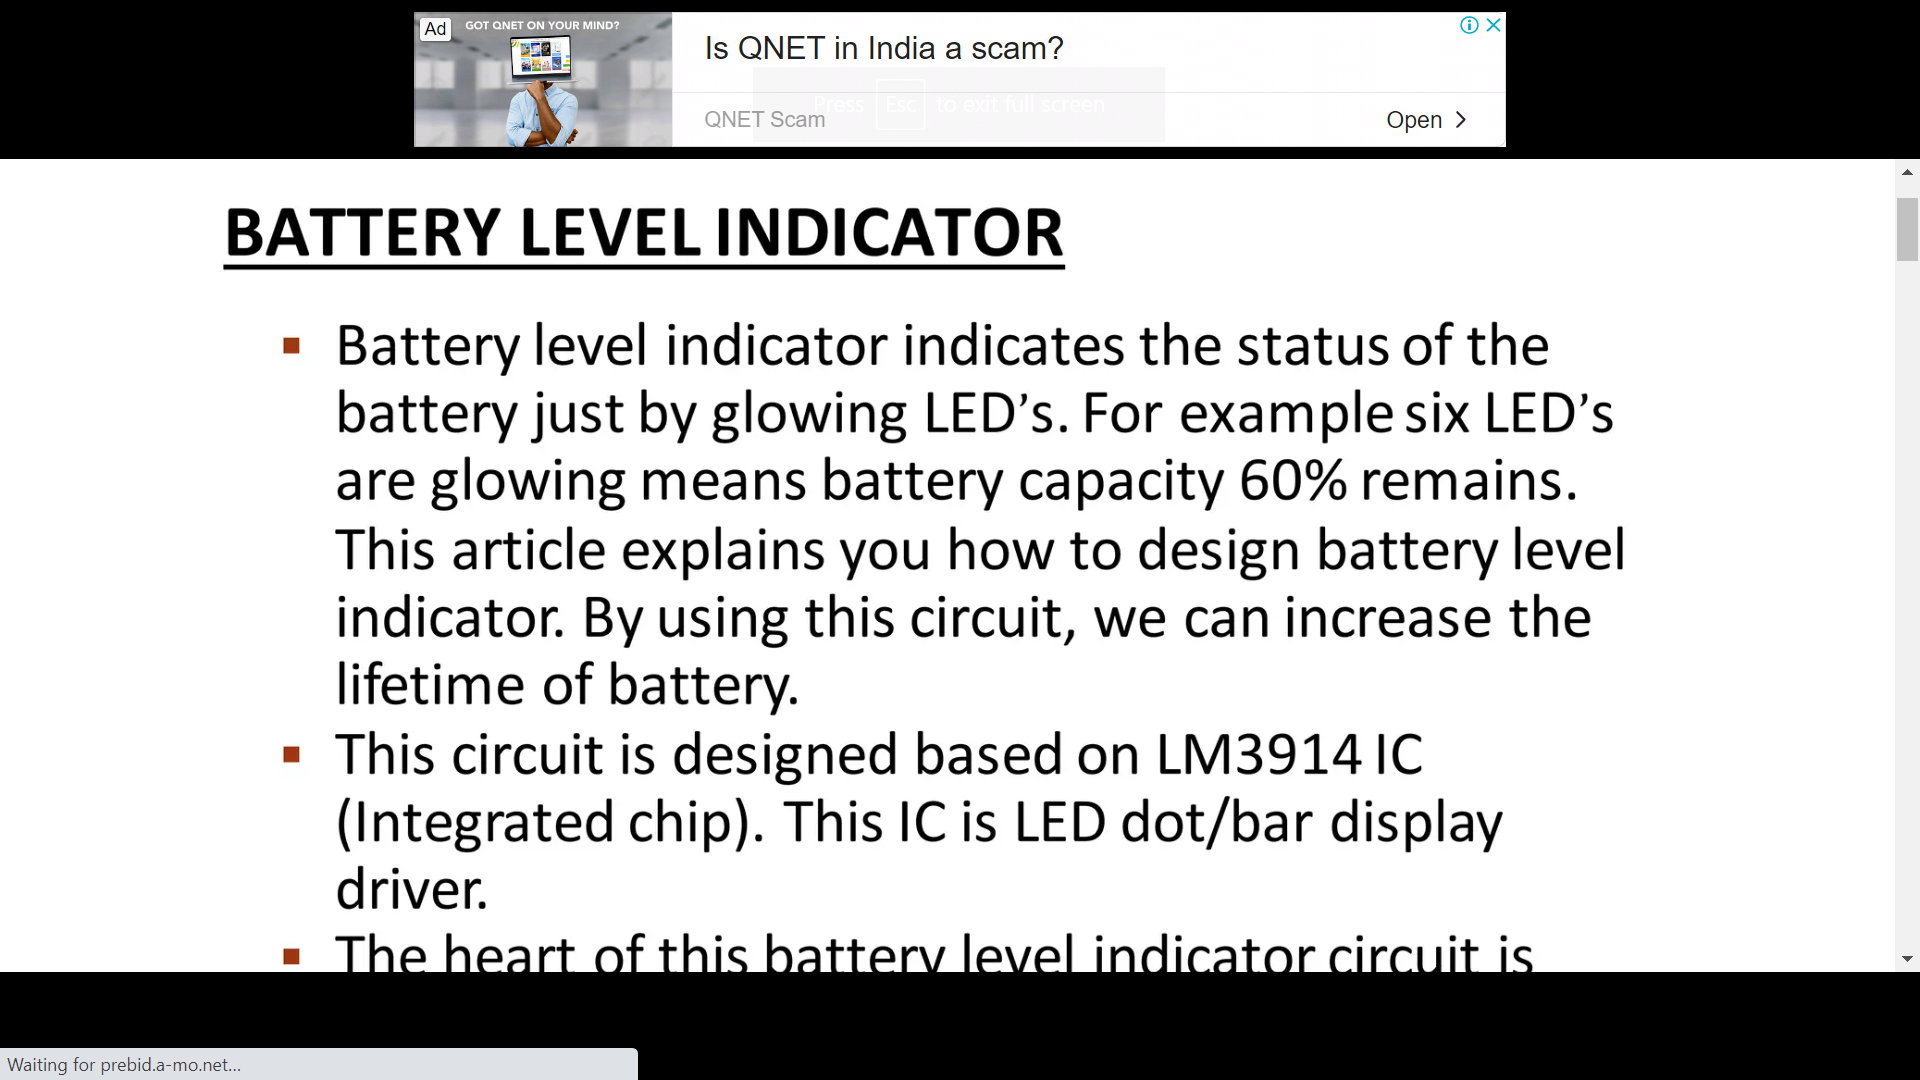 Ad
GOT QNET ON YOUR MIND?
Is QNET in India a scam?
Press Esc to exit full screen
QNET Scam
Open
BATTERY LEVEL INDICATOR
Battery level indicator indicates the status of the
battery just by glowing LED’s. For example six LED’s
are glowing means battery capacity 60% remains.
This article explains you how to design battery level
indicator. By using this circuit, we can increase the
lifetime of battery.
This circuit is designed based on LM3914 IC
(Integrated chip). This IC is LED dot/bar display
driver.
The heart of this battery level indicator circuit is
Waiting for prebid.a-mo.net...